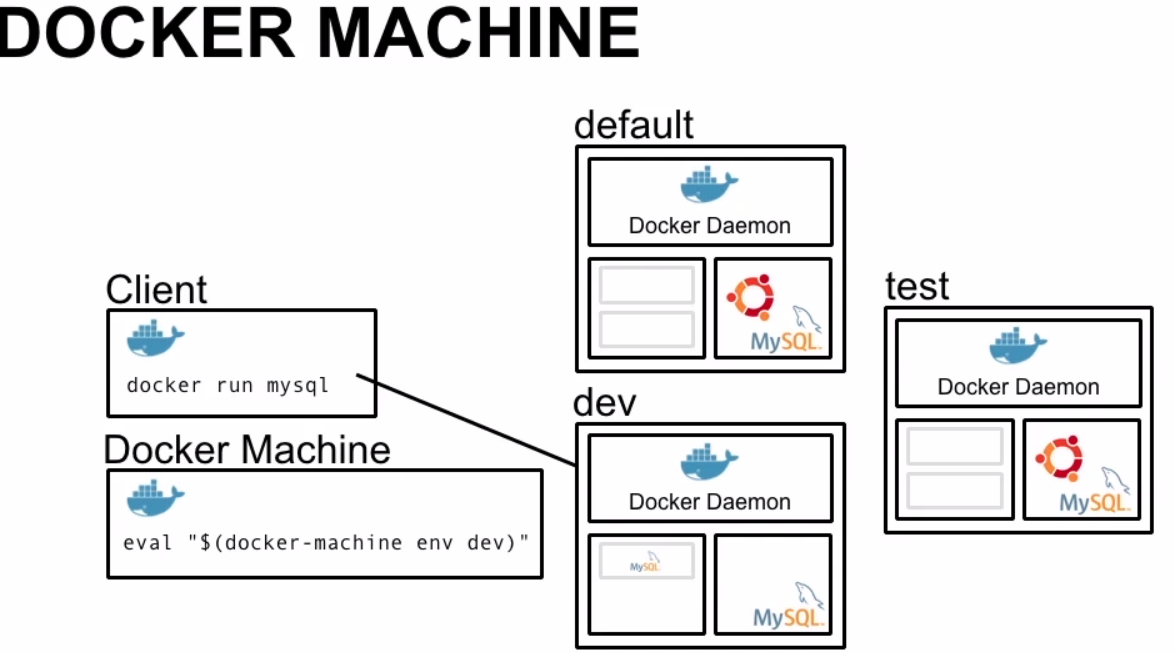 DOCKER MACHINE
default
Docker Daemon
MySQL
Client
docker run mysql
test
Docker Daemon
MySQL
dev
Docker Daemon
MySQL
MySQL
Docker Machine
eval "$(docker-machine env dev)"